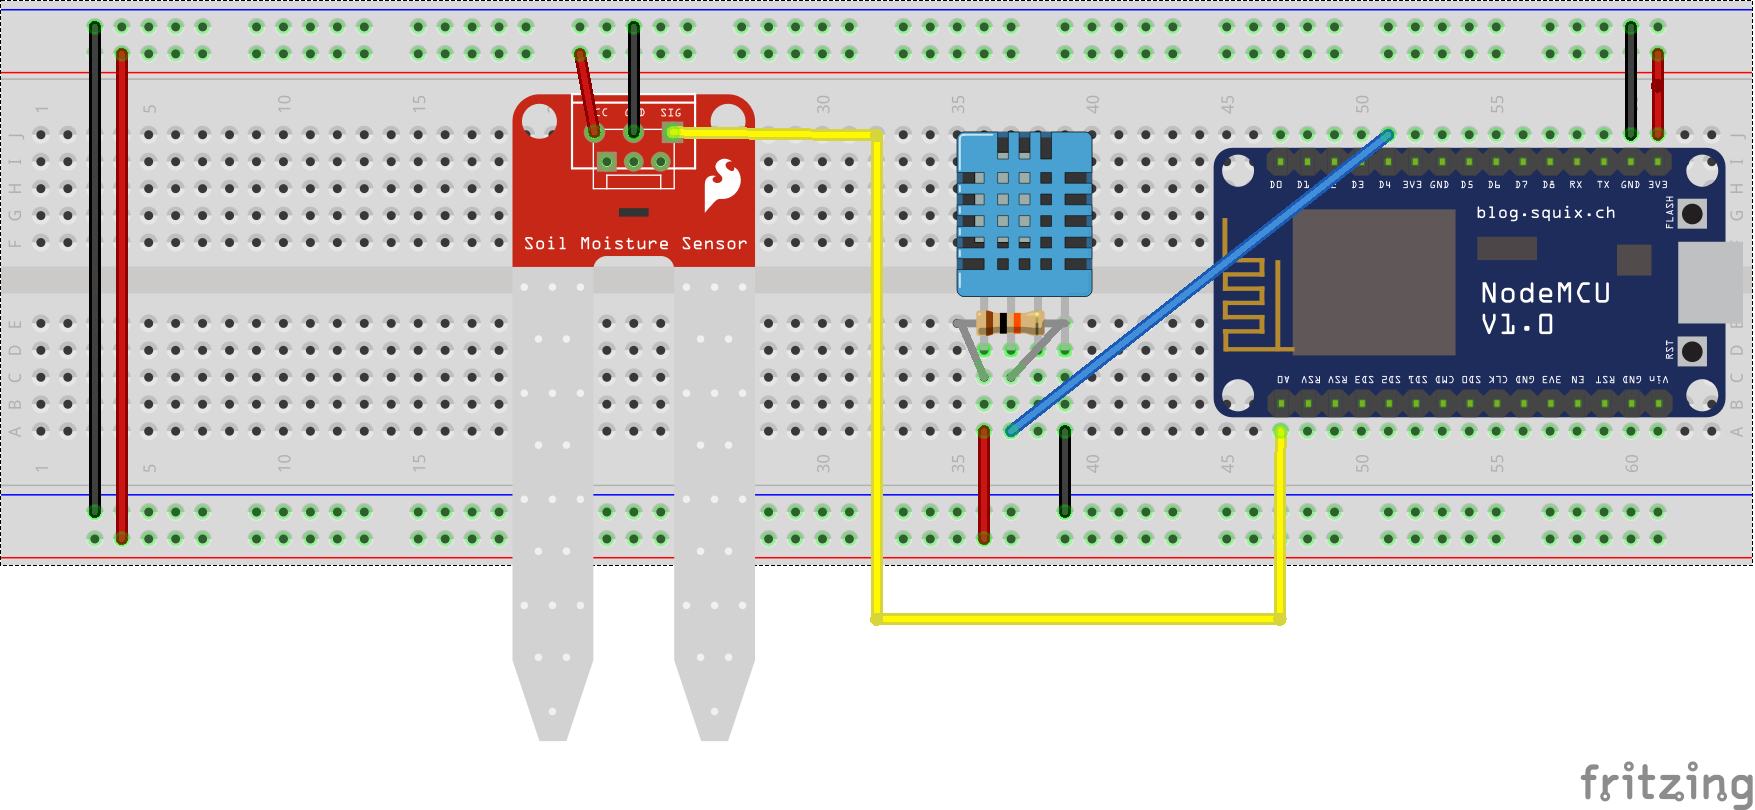 1 5 10 15 30 35 40 45 50 55
J
I
H
G
F
GND SIG
Soil Moisture Sensor
D0 D1 D3 D4 3V3 GND D5 D6 D7 D8 RX TX GND 3V3
FLASH
blog.squix.ch
NodeMCU
V1.0
RST
A0 RSV RSV SD3 SD2 SD1 CMD SD0 CLK GND 3V3 EN RST GND Vin
E
D
C
B
A
1 5 10 15 30 35 40 45 50 55 60
fritzing